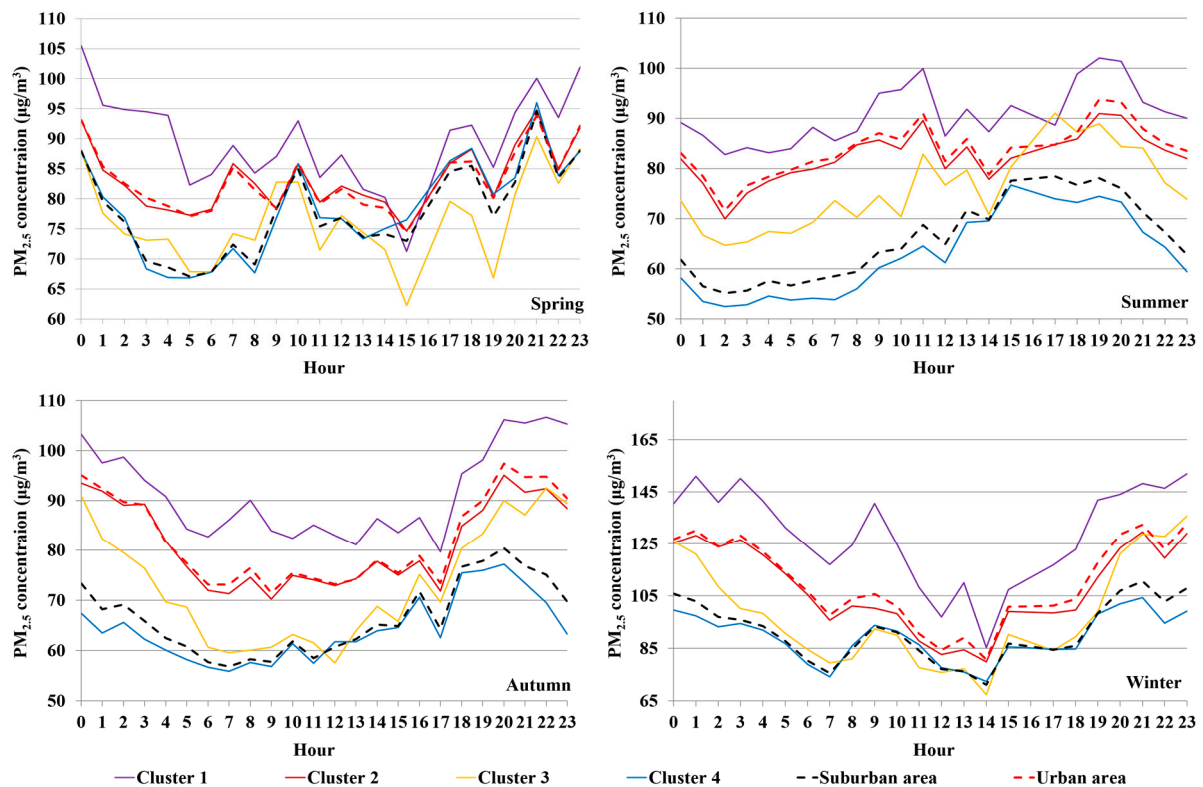 110
105
100
95
90
85
80
75
70
65
60
PM2.5 concentraion (μg/m³)
0 1 2 3 4 5 6 7 8 9 10 11 12 13 14 15 16 17 18 19 20 21 22 23
Hour
Spring
110
100
90
80
70
60
50
PM2.5 concentraion (μg/m³)
0 1 2 3 4 5 6 7 8 9 10 11 12 13 14 15 16 17 18 19 20 21 22 23
Hour
Summer
110
100
90
80
70
60
50
PM2.5 concentraion (μg/m³)
0 1 2 3 4 5 6 7 8 9 10 11 12 13 14 15 16 17 18 19 20 21 22 23
Hour
Autumn
165
145
125
105
85
65
PM2.5 concentraion (μg/m³)
0 1 2 3 4 5 6 7 8 9 10 11 12 13 14 15 16 17 18 19 20 21 22 23
Hour
Winter
Cluster 1 Cluster 2 Cluster 3 Cluster 4 Suburban area Urban area